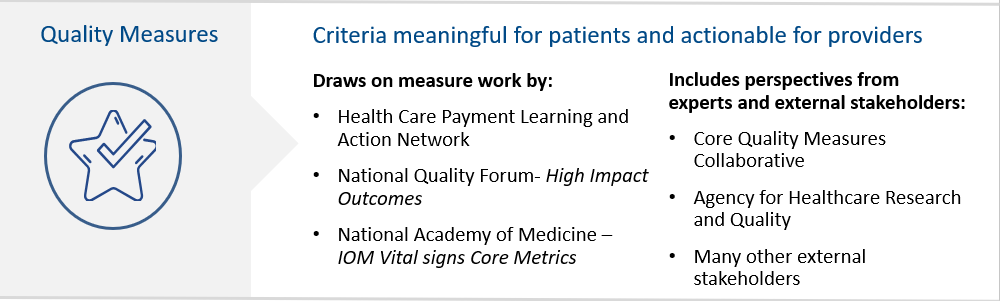 Quality Measures
Criteria meaningful for patients and actionable for providers
Draws on measure work by:
• Health Care Payment Learning and
Action Network
• National Quality Forum- High Impact
Outcomes
• National Academy of Medicine –
IOM Vital signs Core Metrics
Includes perspectives from
experts and external stakeholders:
• Core Quality Measures
Collaborative
• Agency for Healthcare Research
and Quality
• Many other external
stakeholders